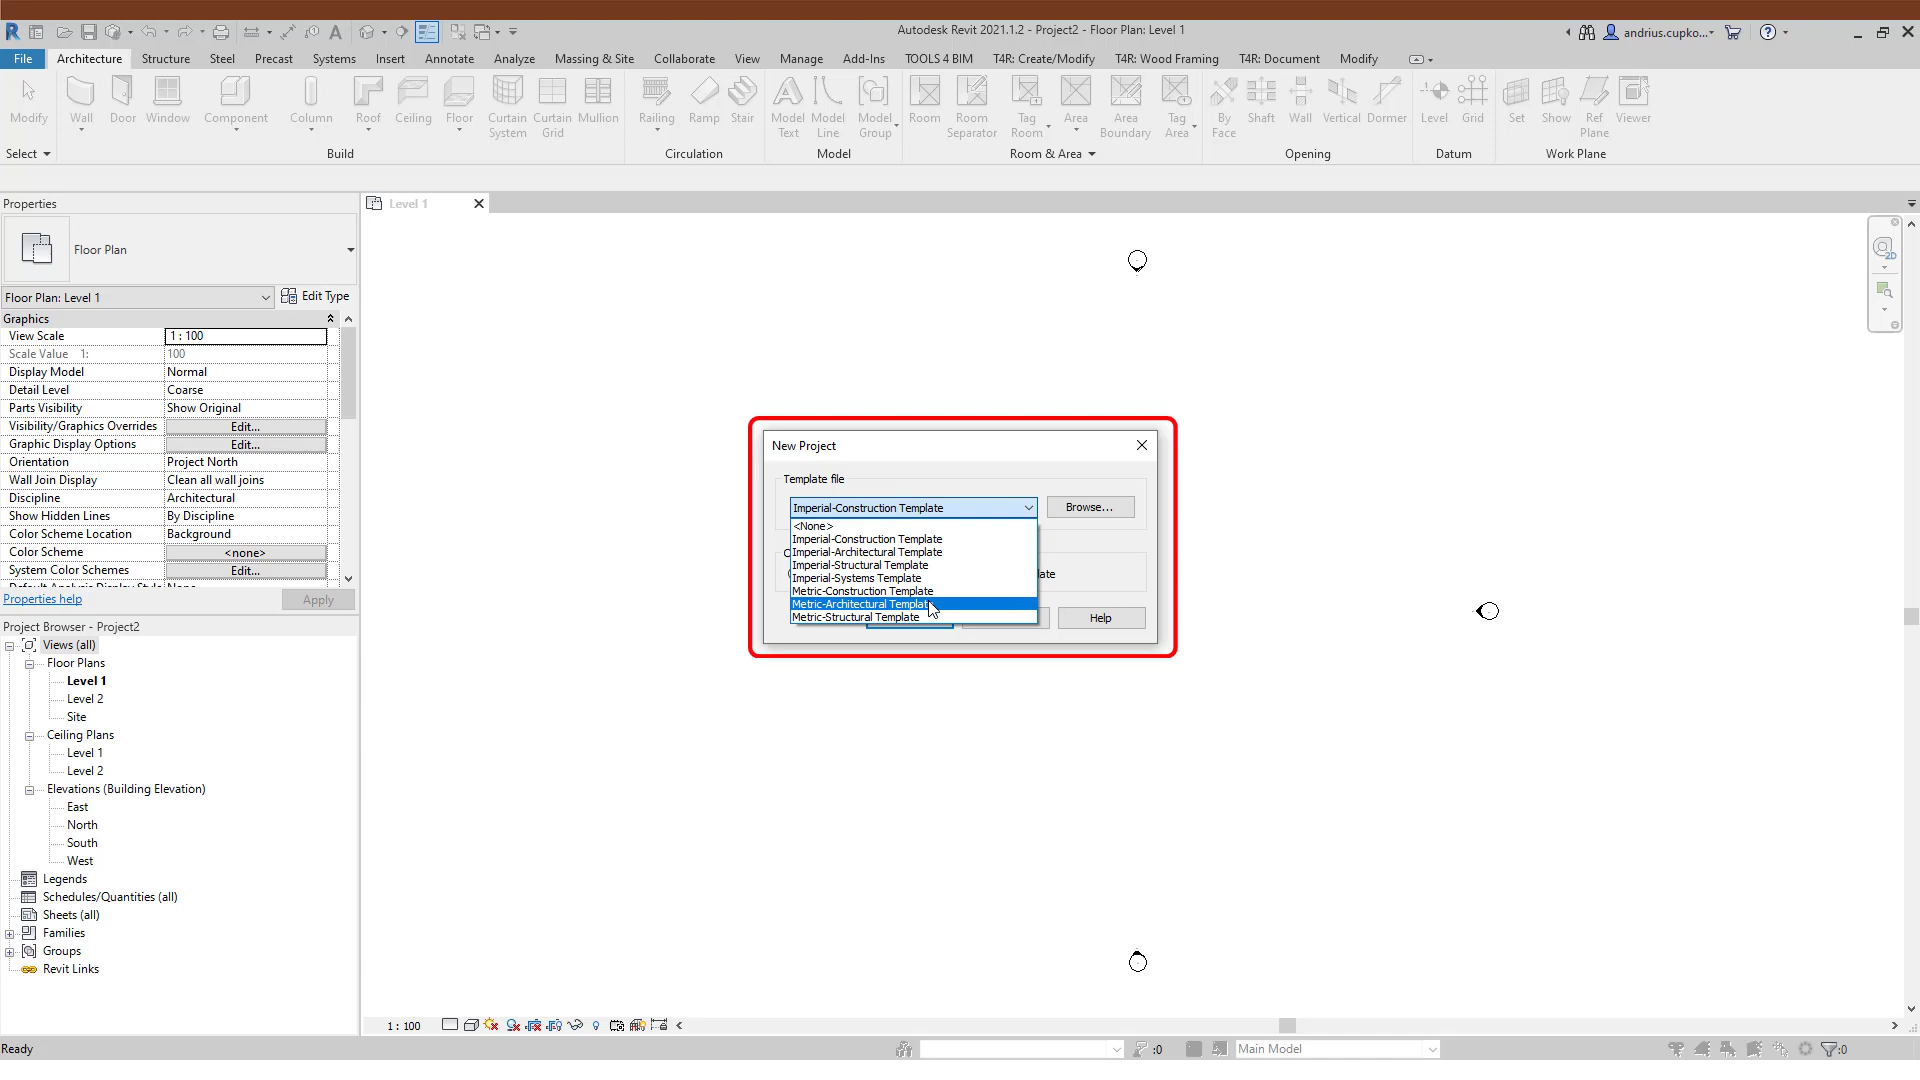 Autodesk Revit 2021.1.2 - Project2 - Floor Plan: Level 1
andrius.cupko...
File Architecture Structure Steel Precast Systems Insert Annotate Analyze Massing & Site Collaborate View Manage Add-Ins TOOLS 4 BIM T4R: Create/Modify T4R: Wood Framing T4R: Document Modify
Modify Wall Door Window Component Column Roof Ceiling Floor Curtain System Curtain Grid Mullion Railing Ramp Stair Model Text Model Line Model Group Room Room Separator Tag Room Area Area Boundary Tag Area By Face Shaft Wall Vertical Dormer Level Grid Set Show Ref Plane Viewer
Select Build Circulation Model Room & Area Opening Datum Work Plane
Properties
Level 1
Floor Plan
2D
Floor Plan: Level 1 Edit Type
Graphics
View Scale 1 : 100
Scale Value 1: 100
Display Model Normal
Detail Level Coarse
Parts Visibility Show Original
Visibility/Graphics Overrides Edit...
Graphic Display Options Edit...
Orientation Project North
Wall Join Display Clean all wall joins
Discipline Architectural
Show Hidden Lines By Discipline
Color Scheme Location Background
Color Scheme <none>
System Color Schemes Edit...
Default Analysis Display Style None
Properties help Apply
New Project
Template file
Imperial-Construction Template Browse...
<None>
Imperial-Construction Template
Imperial-Architectural Template
Imperial-Structural Template
Imperial-Systems Template
Metric-Construction Template
Metric-Architectural Template
Metric-Structural Template
Help
Project Browser - Project2
Views (all)
Floor Plans
Level 1
Level 2
Site
Ceiling Plans
Level 1
Level 2
Elevations (Building Elevation)
East
North
South
West
Legends
Schedules/Quantities (all)
Sheets (all)
Families
Groups
Revit Links
1 : 100
Ready :0 Main Model :0